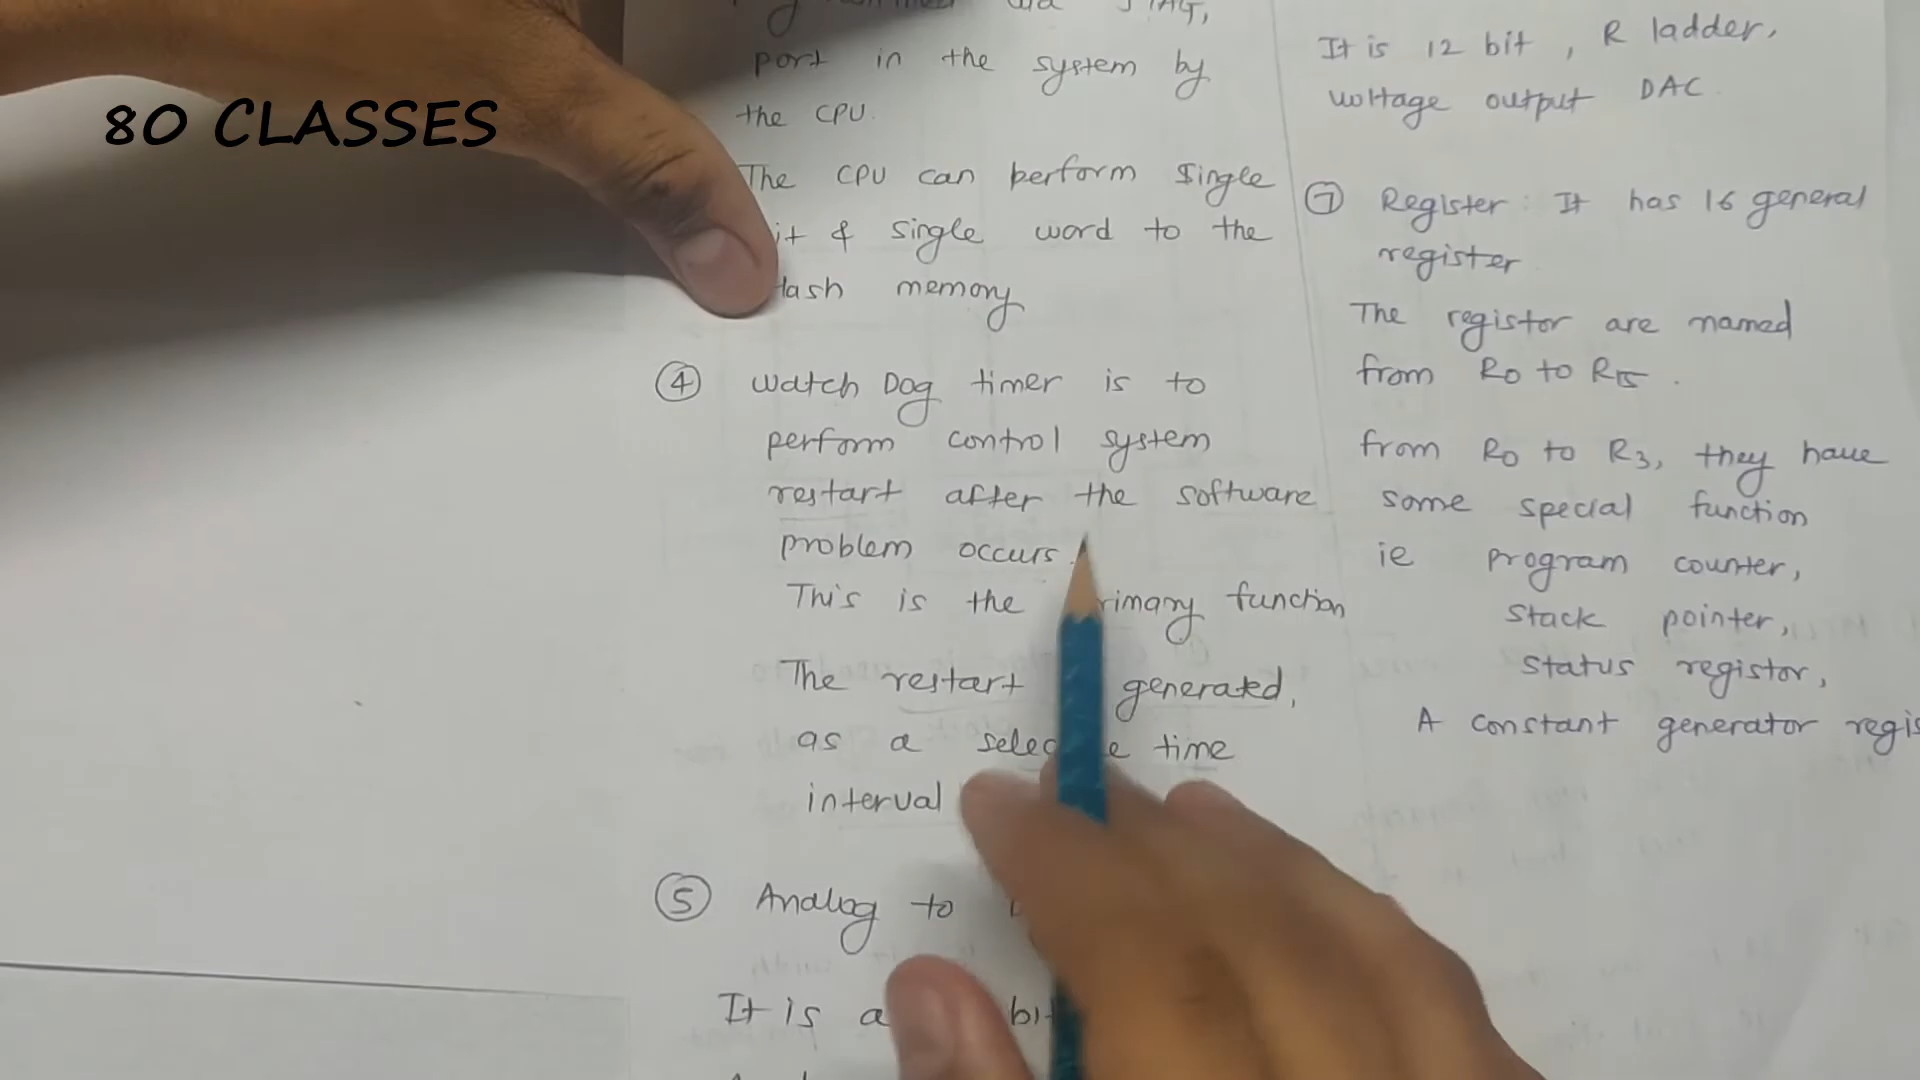 80 CLASSES
port in the system by
the CPU.
The CPU can perform single
& single word to the
memory
④ Watch Dog timer is to
perform control system
restart after the software
problem occurs.
This is the function
The restart generated,
as a time
interval
⑤ Analog to
It is a
It is 12 bit, R ladder,
voltage output DAC
⑦ Register: It has 16 general
register
The registor are named
from R0 to R15.
from R0 to R3, they have
some special function
ie program counter,
stack pointer,
status registor,
A constant generator